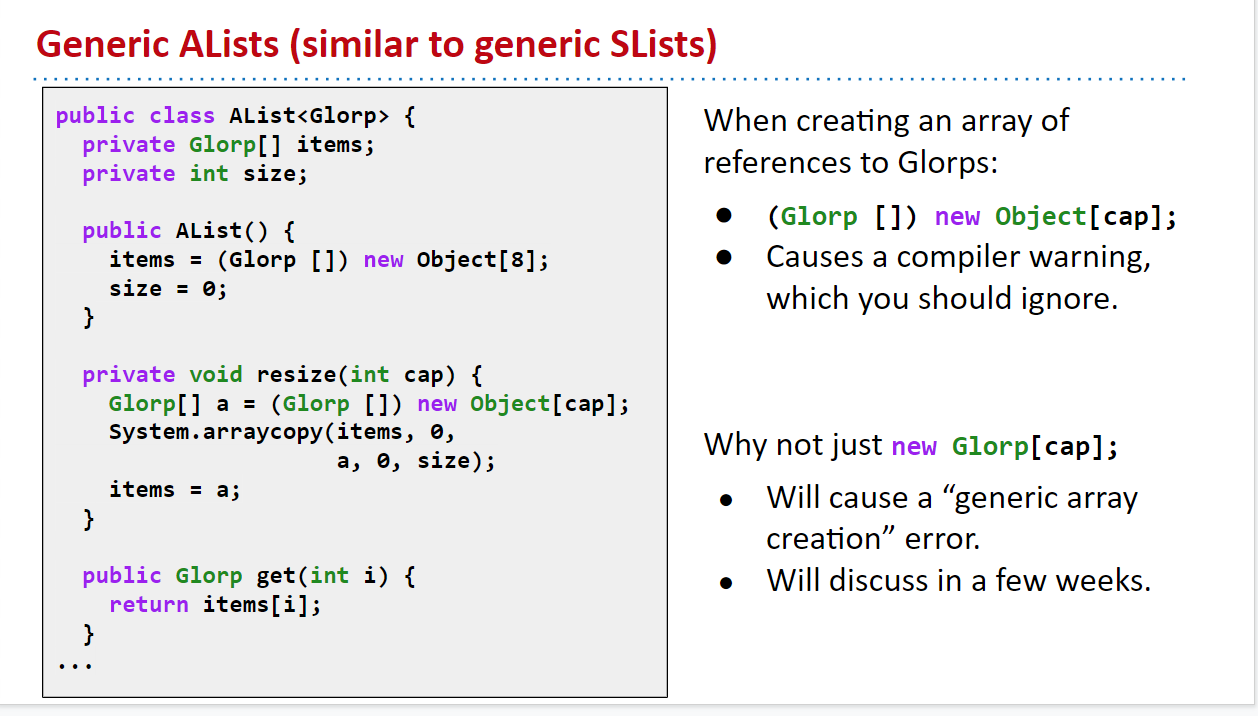 Generic ALists (similar to generic SLists)
public class AList<Glorp> {
private Glorp[] items;
private int size;
public AList() {
items = (Glorp []) new Object[8];
size = 0;
}
private void resize(int cap) {
Glorp[] a = (Glorp []) new Object[cap];
System.arraycopy(items, 0,
a, 0, size);
items = a;
}
public Glorp get(int i) {
return items[i];
}
...
When creating an array of
references to Glorps:
● (Glorp []) new Object[cap];
● Causes a compiler warning,
which you should ignore.
Why not just new Glorp[cap];
● Will cause a “generic array
creation” error.
● Will discuss in a few weeks.